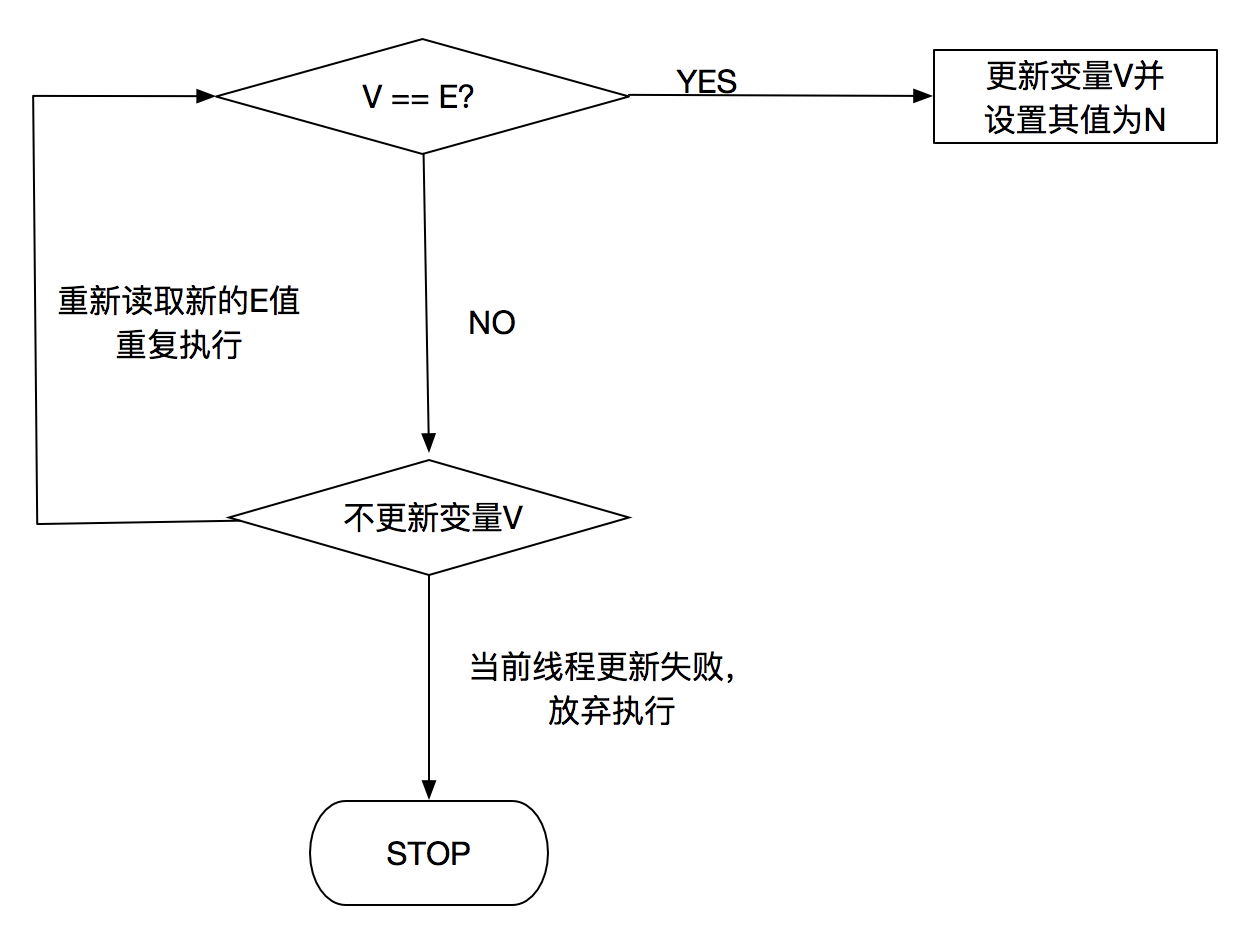 V == E?
YES
更新变量V并
设置其值为N
重新读取新的E值
重复执行
NO
不更新变量V
当前线程更新失败，
放弃执行
STOP